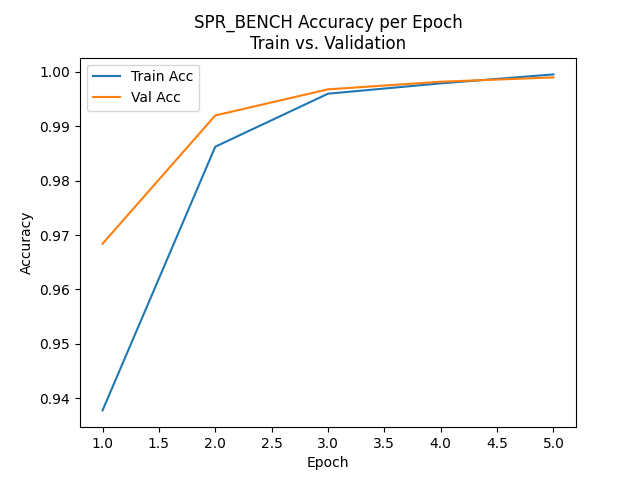 SPR_BENCH Accuracy per Epoch
Train vs. Validation
Train Acc
Val Acc
1.00
0.99
0.98
0.97
0.96
0.95
0.94
Accuracy
1.0 1.5 2.0 2.5 3.0 3.5 4.0 4.5 5.0
Epoch